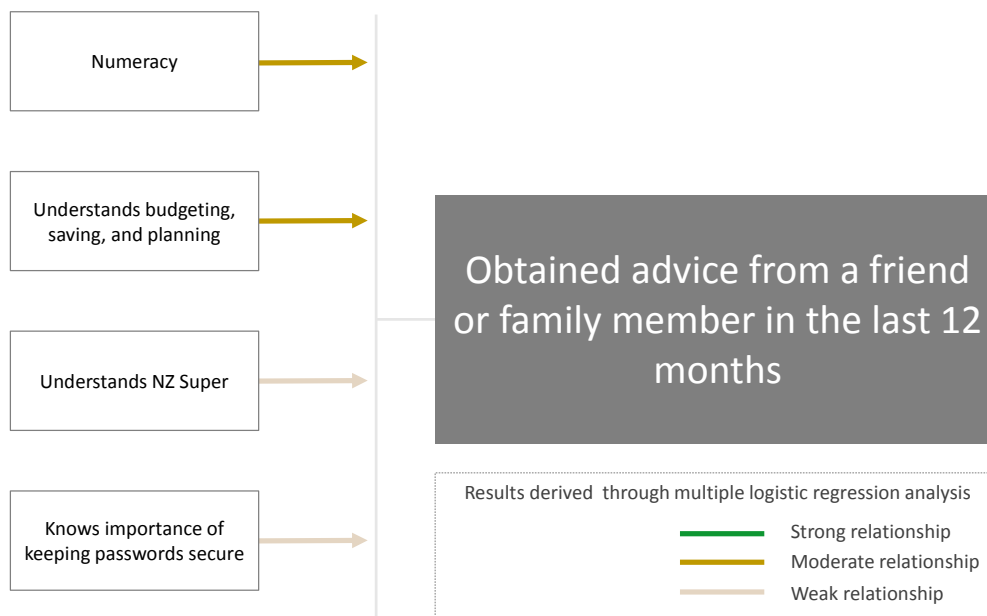 Numeracy
Understands budgeting,
saving, and planning
Understands NZ Super
Knows importance of
keeping passwords secure
Obtained advice from a friend
or family member in the last 12
months
Results derived  through multiple logistic regression analysis
Strong relationship
Moderate relationship
Weak relationship